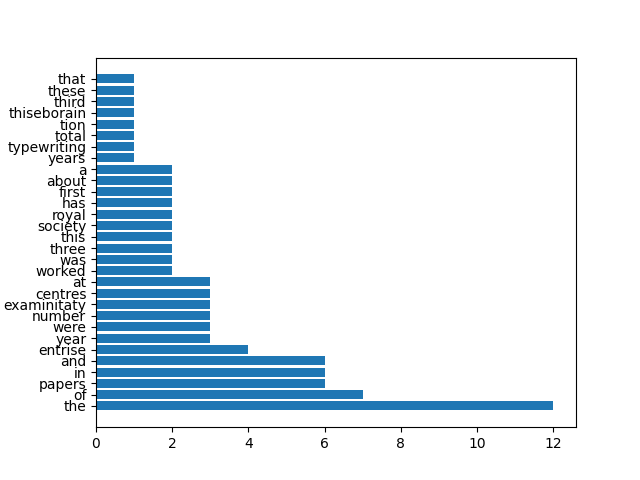 that
these
third
thiseborain
tion
total
typewriting
years
a
about
first
has
royal
society
this
three
was
worked
at
centres
examinitaty
number
were
year
entrise
and
in
papers
of
the
0 2 4 6 8 10 12